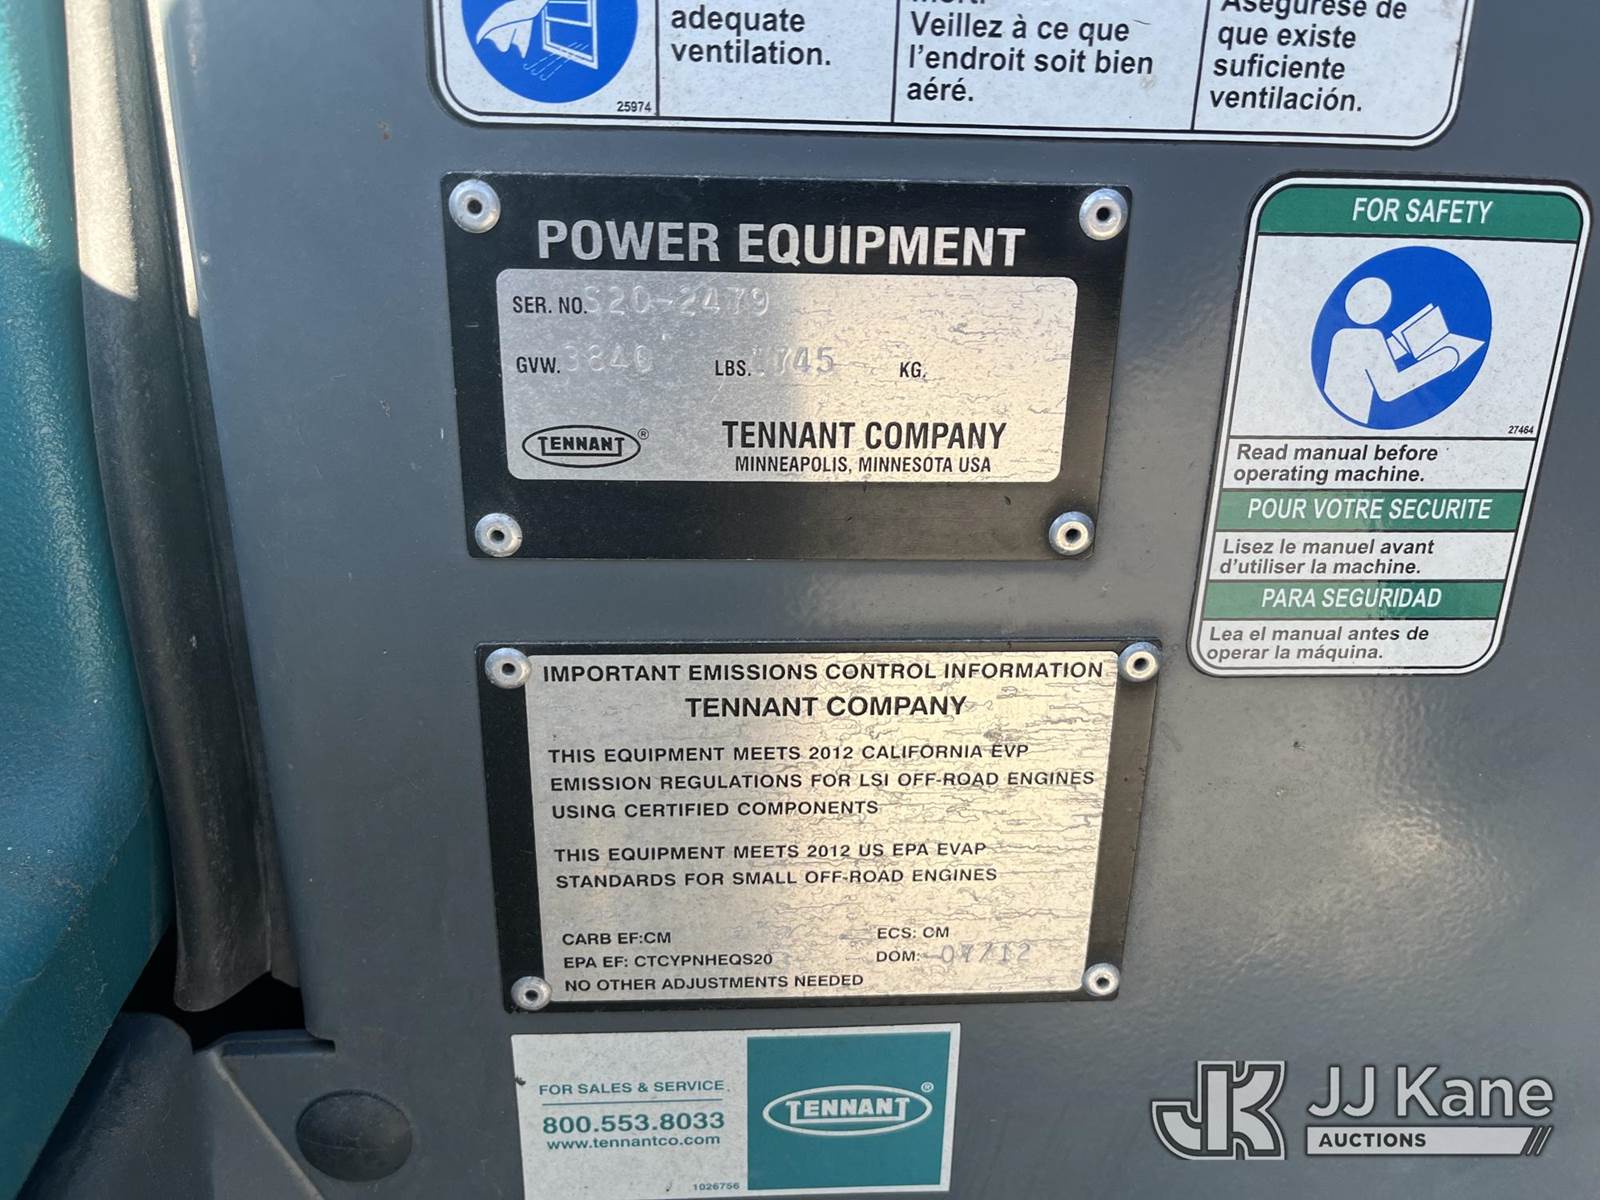 adequate
ventilation.
25974
Veillez à ce que
l'endroit soit bien
aéré.
Asegúrese de
que existe
suficiente
ventilación.
POWER EQUIPMENT
SER. NO. S20-2479
GVW. 3840 LBS. 1745 KG.
TENNANT®
TENNANT COMPANY
MINNEAPOLIS, MINNESOTA USA
FOR SAFETY
27464
Read manual before
operating machine.
POUR VOTRE SECURITE
Lisez le manuel avant
d'utiliser la machine.
PARA SEGURIDAD
Lea el manual antes de
operar la máquina.
IMPORTANT EMISSIONS CONTROL INFORMATION
TENNANT COMPANY
THIS EQUIPMENT MEETS 2012 CALIFORNIA EVP
EMISSION REGULATIONS FOR LSI OFF-ROAD ENGINES
USING CERTIFIED COMPONENTS
THIS EQUIPMENT MEETS 2012 US EPA EVAP
STANDARDS FOR SMALL OFF-ROAD ENGINES
CARB EF:CM ECS: CM
EPA EF: CTCYPNHEQS20 DOM: 07/12
NO OTHER ADJUSTMENTS NEEDED
FOR SALES & SERVICE
800.553.8033
www.tennantco.com
1026756
TENNANT®
JK JJ Kane
AUCTIONS